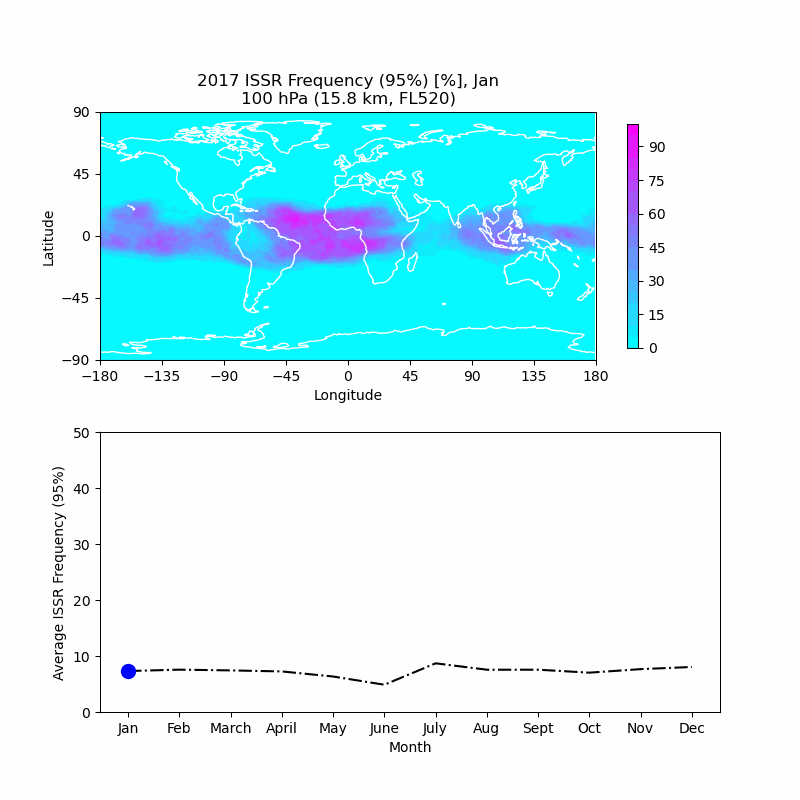 2017 ISSR Frequency (95%) [%], Jan
100 hPa (15.8 km, FL520)
90
45
0
−45
−90
Latitude
−180
−135
−90
−45
0
45
90
135
180
Longitude
90
75
60
45
30
15
0
50
40
30
20
10
0
Average ISSR Frequency (95%)
Jan
Feb
March
April
May
June
July
Aug
Sept
Oct
Nov
Dec
Month